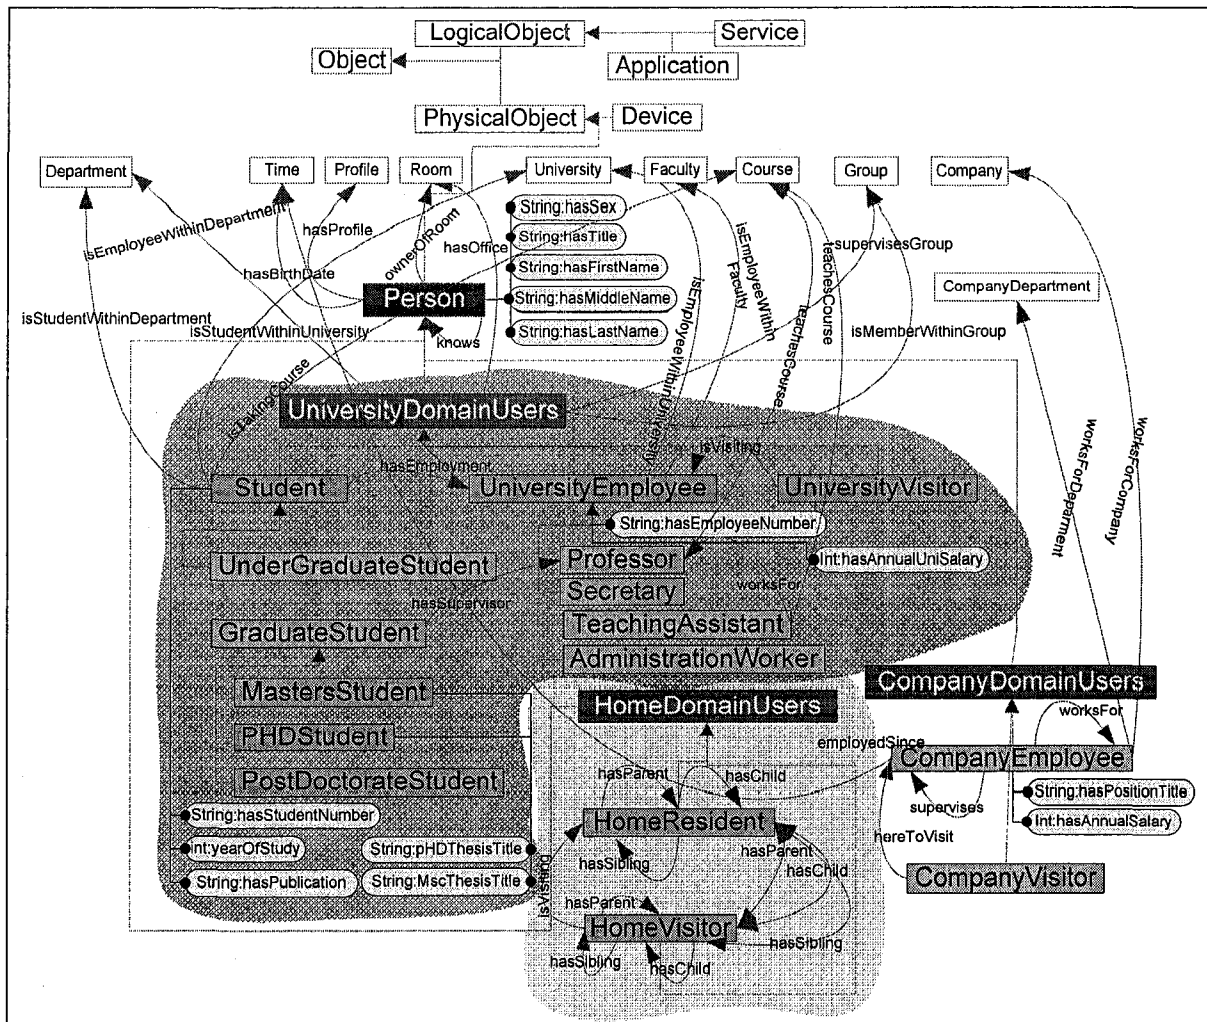 LogicalObject
Service
Object
Application
PhysicalObject
Device
Department
Time
Profile
Room
University
Faculty
Course
Group
Company
String:hasSex
String:hasTitle
String:hasFirstName
String:hasMiddleName
String:hasLastName
isEmployeeWithinDepartment
hasProfile
ownerOfRoom
hasOffice
isEmployeeWithin
Faculty
teachesCourse
supervisesGroup
hasBirthDate
Person
CompanyDepartment
isStudentWithinDepartment
isStudentWithinUniversity
knows
isEmployeeWithinUniversity
teachesCourse
isMemberWithinGroup
isTakingCourse
UniversityDomainUsers
worksForDeparment
worksForCompany
hasEmployment
isVisiting
Student
UniversityEmployee
UniversityVisitor
String:hasEmployeeNumber
UnderGraduateStudent
Professor
Int:hasAnnualUniSalary
hasSupervisor
Secretary
worksFor
GraduateStudent
TeachingAssistant
AdministrationWorker
MastersStudent
HomeDomainUsers
CompanyDomainUsers
PHDStudent
employedSince
worksFor
CompanyEmployee
PostDoctorateStudent
hasParent
hasChild
String:hasPositionTitle
supervises
String:hasStudentNumber
HomeResident
Int:hasAnnualSalary
hereToVisit
int:yearOfStudy
String:pHDThesisTitle
hasSibling
hasParent
hasChild
String:hasPublication
String:MscThesisTitle
CompanyVisitor
isVisiting
hasParent
HomeVisitor
hasSibling
hasSibling
hasChild